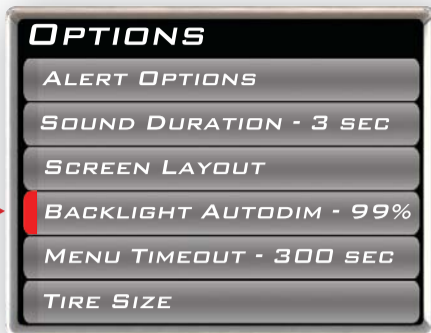 OPTIONS
ALERT OPTIONS
SOUND DURATION - 3 SEC
SCREEN LAYOUT
BACKLIGHT AUTODIM - 99%
MENU TIMEOUT - 300 SEC
TIRE SIZE